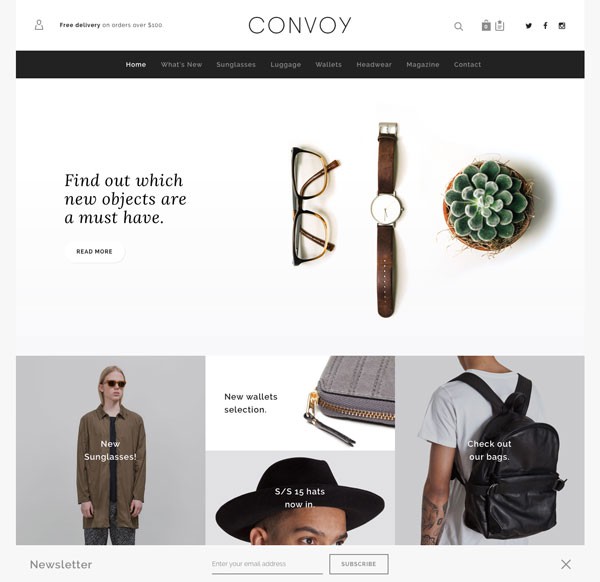 Free delivery on orders over $100.
CONVOY
0
Home What's New Sunglasses Luggage Wallets Headwear Magazine Contact
Find out which
new objects are
a must have.
READ MORE
New
Sunglasses!
New wallets
selection.
S/S 15 hats
now in.
Check out
our bags.
Newsletter
Enter your email address
SUBSCRIBE